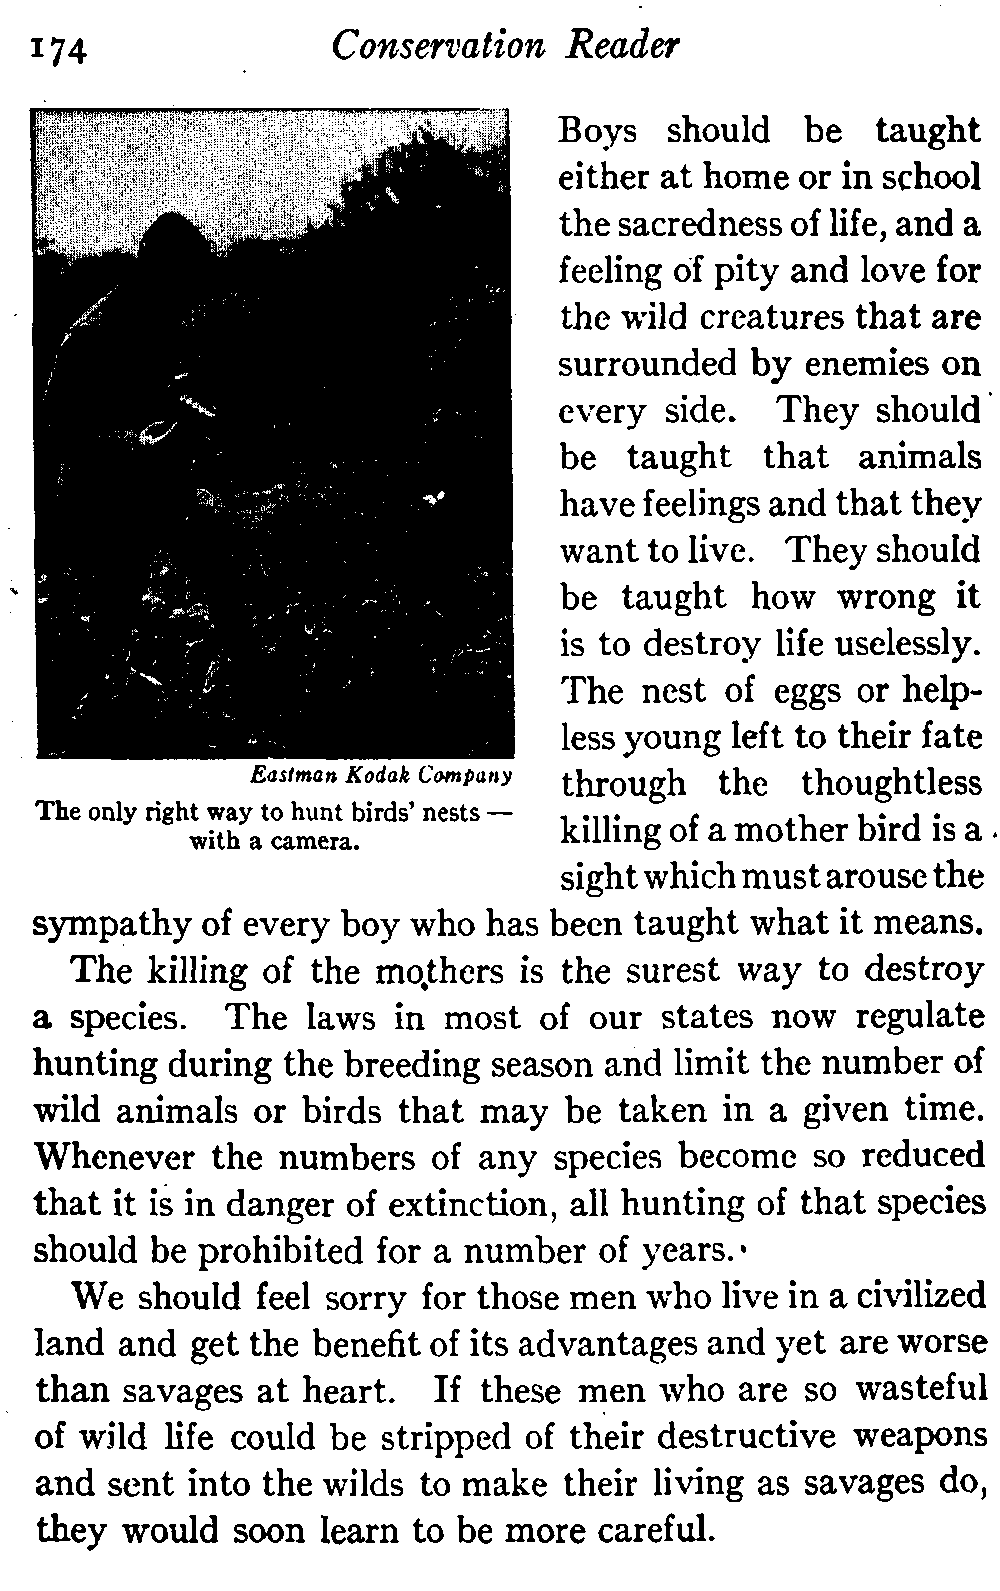 174
Conservation Reader
Eastman Kodak Company
The only right way to hunt birds' nests —
with a camera.
Boys should be taught
either at home or in school
the sacredness of life, and a
feeling of pity and love for
the wild creatures that are
surrounded by enemies on
every side. They should
be taught that animals
have feelings and that they
want to live. They should
be taught how wrong it
is to destroy life uselessly.
The nest of eggs or help-
less young left to their fate
through the thoughtless
killing of a mother bird is a
sight which must arouse the
sympathy of every boy who has been taught what it means.
The killing of the mothers is the surest way to destroy
a species. The laws in most of our states now regulate
hunting during the breeding season and limit the number of
wild animals or birds that may be taken in a given time.
Whenever the numbers of any species become so reduced
that it is in danger of extinction, all hunting of that species
should be prohibited for a number of years.
We should feel sorry for those men who live in a civilized
land and get the benefit of its advantages and yet are worse
than savages at heart. If these men who are so wasteful
of wild life could be stripped of their destructive weapons
and sent into the wilds to make their living as savages do,
they would soon learn to be more careful.